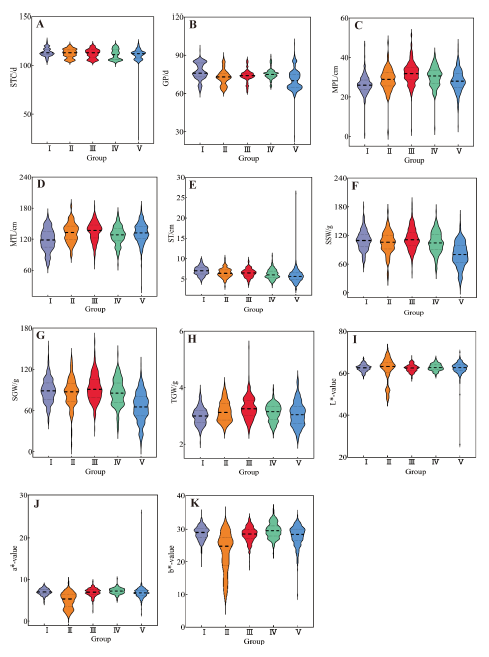 A
150
100
50
STC/d
I II III IV V
Group
B
120
90
60
30
GP/d
I II III IV V
Group
C
60
40
20
0
MPL/cm
I II III IV V
Group
D
240
180
120
60
MTL/cm
I II III IV V
Group
E
30
25
20
15
10
5
ST/cm
I II III IV V
Group
F
240
180
120
60
0
SSW/g
I II III IV V
Group
G
180
120
60
0
SGW/g
I II III IV V
Group
H
6
4
2
TGW/g
I II III IV V
Group
I
80
60
40
20
L*-value
I II III IV V
Group
J
30
20
10
0
a*-value
I II III IV V
Group
K
40
30
20
10
0
b*-value
I II III IV V
Group